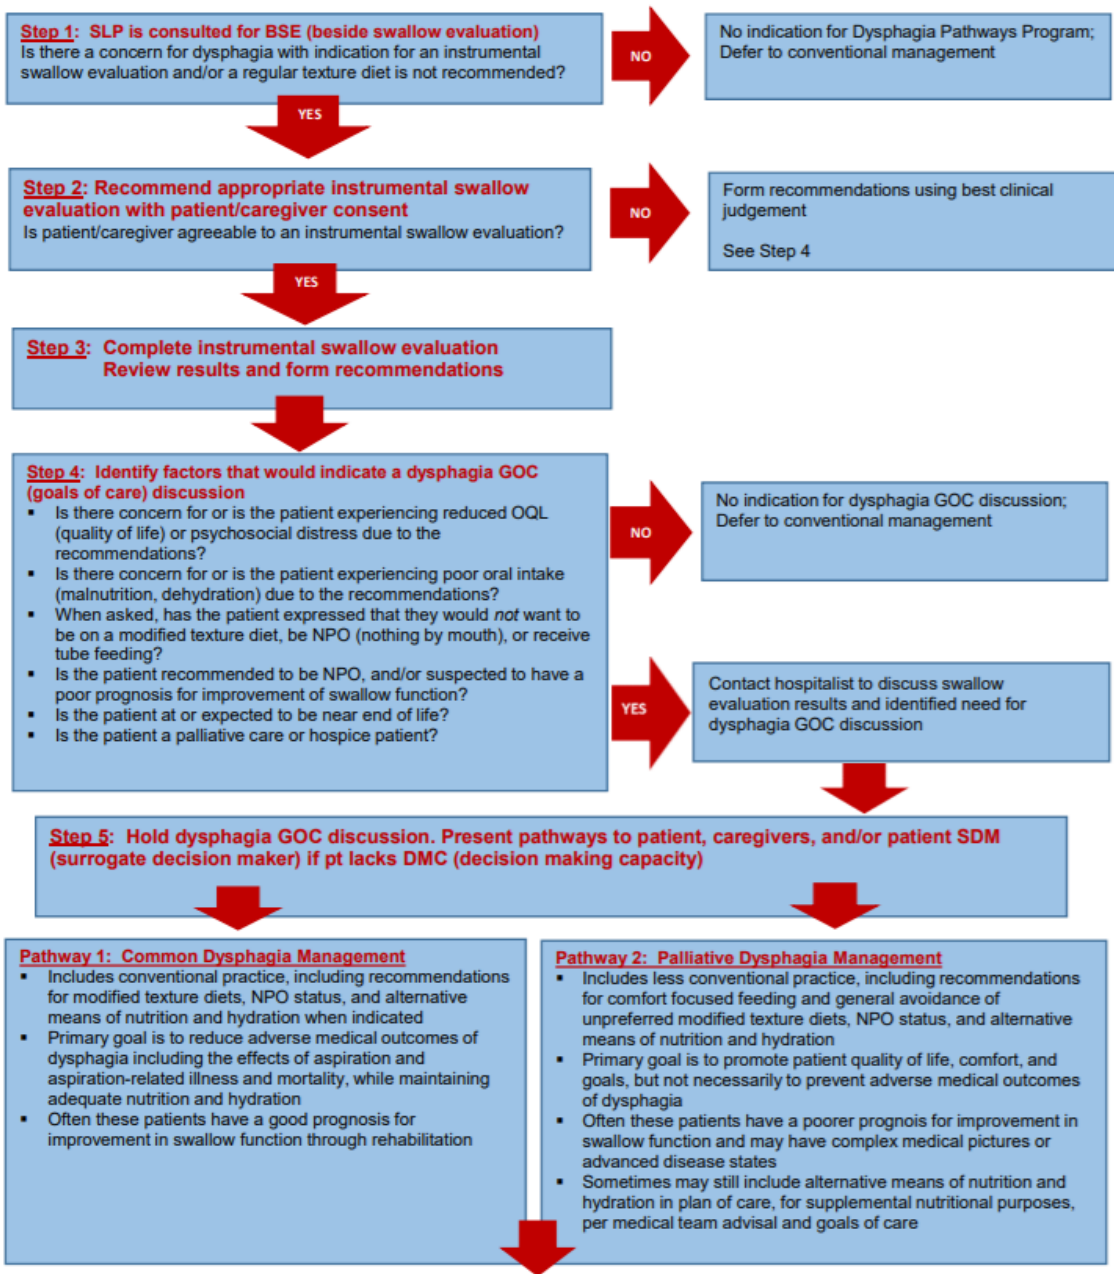 Step 1: SLP is consulted for BSE (beside swallow evaluation)
Is there a concern for dysphagia with indication for an instrumental
swallow evaluation and/or a regular texture diet is not recommended?
NO
No indication for Dysphagia Pathways Program;
Defer to conventional management
YES
Step 2: Recommend appropriate instrumental swallow
evaluation with patient/caregiver consent
Is patient/caregiver agreeable to an instrumental swallow evaluation?
NO
Form recommendations using best clinical
judgement
See Step 4
YES
Step 3: Complete instrumental swallow evaluation
Review results and form recommendations
Step 4: Identify factors that would indicate a dysphagia GOC
(goals of care) discussion
▪ Is there concern for or is the patient experiencing reduced OQL
(quality of life) or psychosocial distress due to the
recommendations?
▪ Is there concern for or is the patient experiencing poor oral intake
(malnutrition, dehydration) due to the recommendations?
▪ When asked, has the patient expressed that they would not want to
be on a modified texture diet, be NPO (nothing by mouth), or receive
tube feeding?
▪ Is the patient recommended to be NPO, and/or suspected to have a
poor prognosis for improvement of swallow function?
▪ Is the patient at or expected to be near end of life?
▪ Is the patient a palliative care or hospice patient?
NO
No indication for dysphagia GOC discussion;
Defer to conventional management
YES
Contact hospitalist to discuss swallow
evaluation results and identified need for
dysphagia GOC discussion
Step 5: Hold dysphagia GOC discussion. Present pathways to patient, caregivers, and/or patient SDM
(surrogate decision maker) if pt lacks DMC (decision making capacity)
Pathway 1: Common Dysphagia Management
▪ Includes conventional practice, including recommendations
for modified texture diets, NPO status, and alternative
means of nutrition and hydration when indicated
▪ Primary goal is to reduce adverse medical outcomes of
dysphagia including the effects of aspiration and
aspiration-related illness and mortality, while maintaining
adequate nutrition and hydration
▪ Often these patients have a good prognosis for
improvement in swallow function through rehabilitation
Pathway 2: Palliative Dysphagia Management
▪ Includes less conventional practice, including recommendations
for comfort focused feeding and general avoidance of
unpreferred modified texture diets, NPO status, and alternative
means of nutrition and hydration
▪ Primary goal is to promote patient quality of life, comfort, and
goals, but not necessarily to prevent adverse medical outcomes
of dysphagia
▪ Often these patients have a poorer prognosis for improvement in
swallow function and may have complex medical pictures or
advanced disease states
▪ Sometimes may still include alternative means of nutrition and
hydration in plan of care, for supplemental nutritional purposes,
per medical team advisal and goals of care